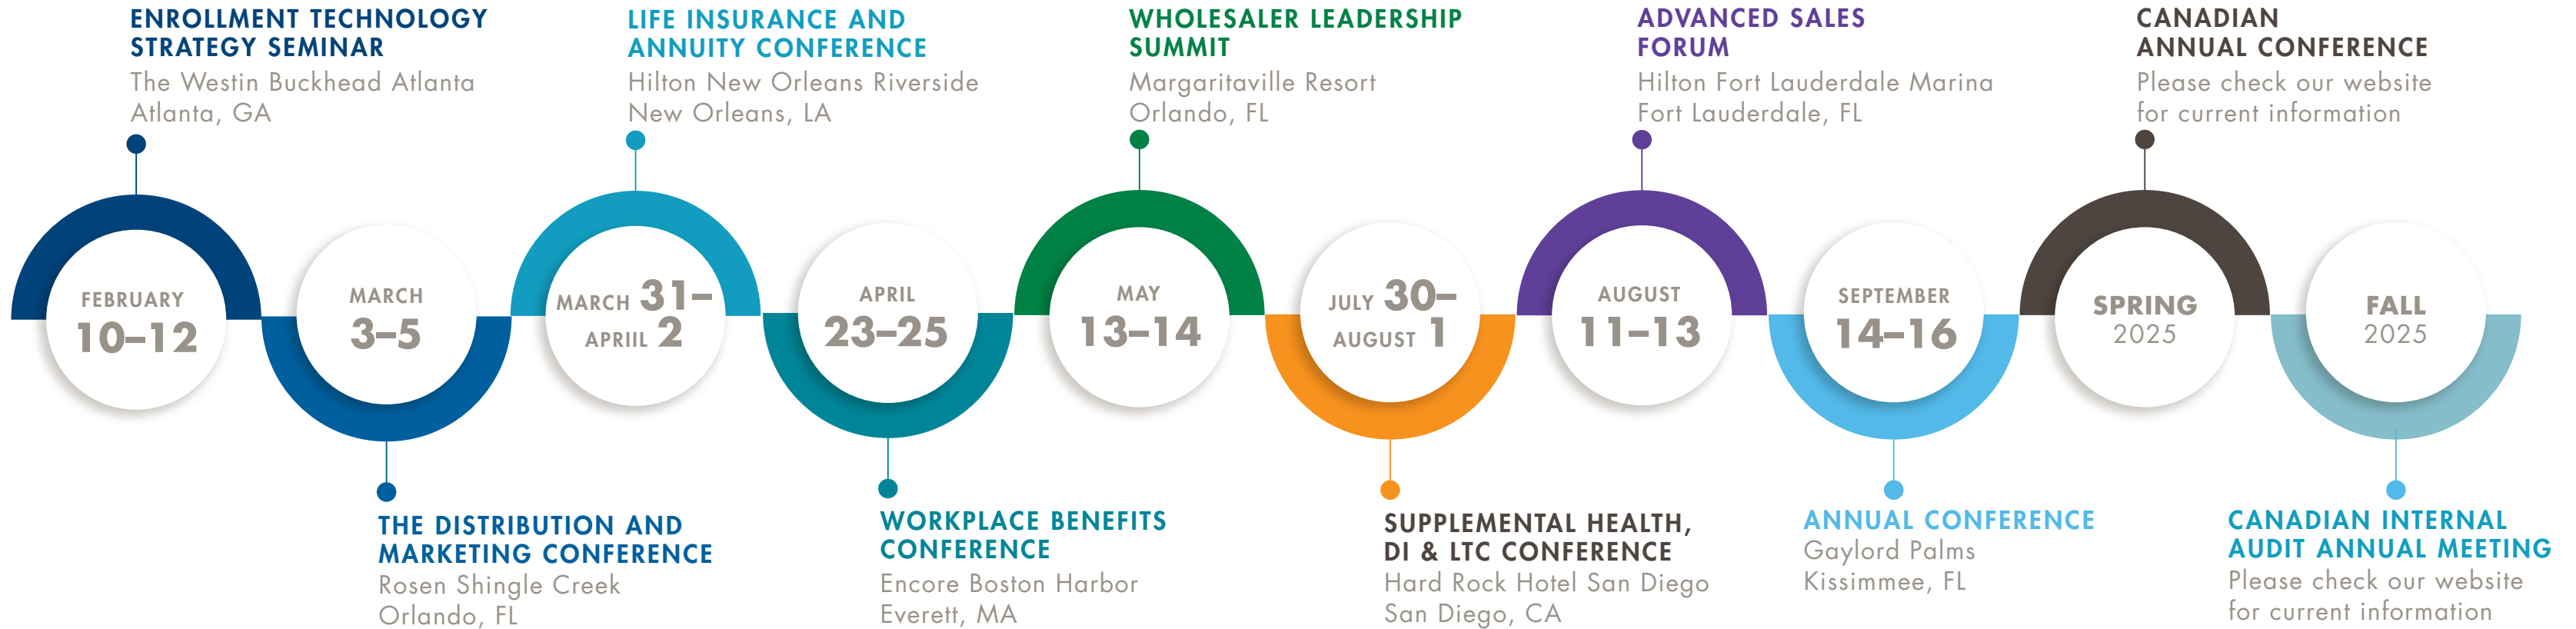 ENROLLMENT TECHNOLOGY
STRATEGY SEMINAR
The Westin Buckhead Atlanta
Atlanta, GA
FEBRUARY
10–12
MARCH
3–5
THE DISTRIBUTION AND
MARKETING CONFERENCE
Rosen Shingle Creek
Orlando, FL
LIFE INSURANCE AND
ANNUITY CONFERENCE
Hilton New Orleans Riverside
New Orleans, LA
MARCH 31–
APRIIL 2
APRIL
23–25
WORKPLACE BENEFITS
CONFERENCE
Encore Boston Harbor
Everett, MA
WHOLESALER LEADERSHIP
SUMMIT
Margaritaville Resort
Orlando, FL
MAY
13–14
JULY 30–
AUGUST 1
SUPPLEMENTAL HEALTH,
DI & LTC CONFERENCE
Hard Rock Hotel San Diego
San Diego, CA
ADVANCED SALES
FORUM
Hilton Fort Lauderdale Marina
Fort Lauderdale, FL
AUGUST
11–13
SEPTEMBER
14–16
ANNUAL CONFERENCE
Gaylord Palms
Kissimmee, FL
CANADIAN
ANNUAL CONFERENCE
Please check our website
for current information
SPRING
2025
FALL
2025
CANADIAN INTERNAL
AUDIT ANNUAL MEETING
Please check our website
for current information